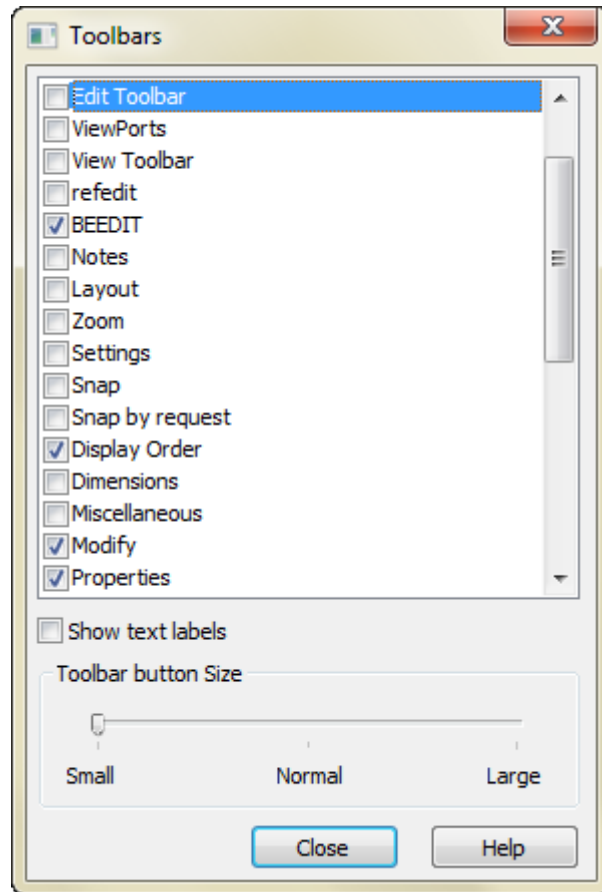 Toolbars
Edit Toolbar
ViewPorts
View Toolbar
refedit
BEEDIT
Notes
Layout
Zoom
Settings
Snap
Snap by request
Display Order
Dimensions
Miscellaneous
Modify
Properties
Show text labels
Toolbar button Size
Small Normal Large
Close Help